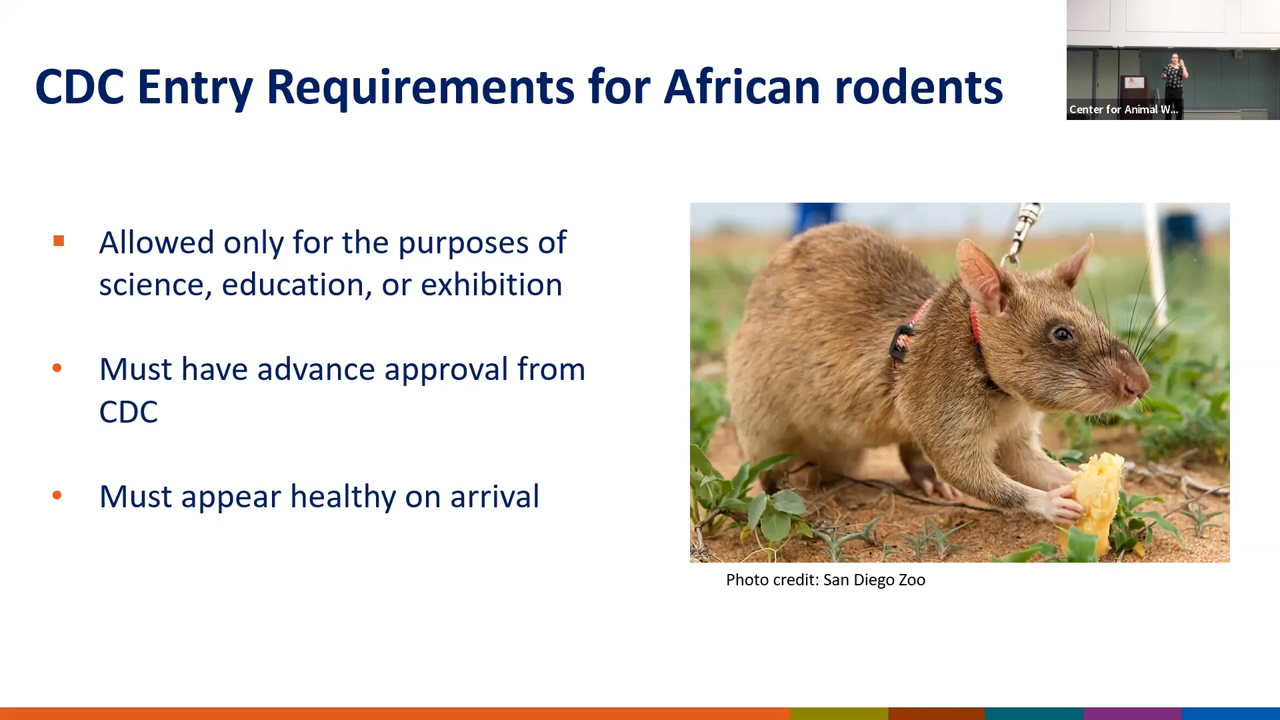 CDC Entry Requirements for African rodents
Center for Animal W...
Allowed only for the purposes of
science, education, or exhibition
Must have advance approval from
CDC
Must appear healthy on arrival
Photo credit: San Diego Zoo